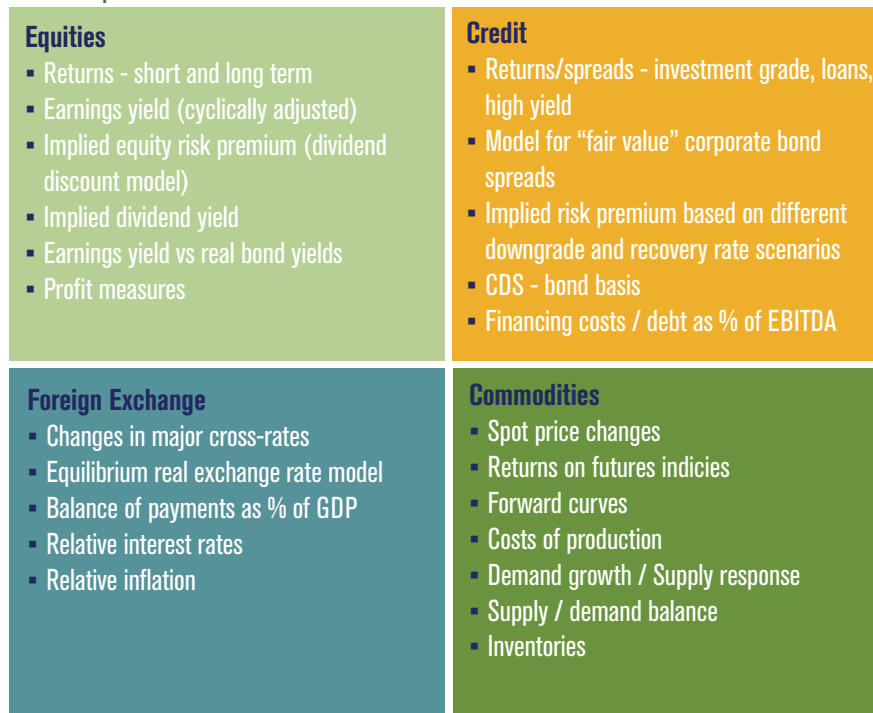 Equities
▪ Returns - short and long term
▪ Earnings yield (cyclically adjusted)
▪ Implied equity risk premium (dividend
discount model)
▪ Implied dividend yield
▪ Earnings yield vs real bond yields
▪ Profit measures
Credit
▪ Returns/spreads - investment grade, loans,
high yield
▪ Model for “fair value” corporate bond
spreads
▪ Implied risk premium based on different
downgrade and recovery rate scenarios
▪ CDS - bond basis
▪ Financing costs / debt as % of EBITDA
Foreign Exchange
▪ Changes in major cross-rates
▪ Equilibrium real exchange rate model
▪ Balance of payments as % of GDP
▪ Relative interest rates
▪ Relative inflation
Commodities
▪ Spot price changes
▪ Returns on futures indicies
▪ Forward curves
▪ Costs of production
▪ Demand growth / Supply response
▪ Supply / demand balance
▪ Inventories